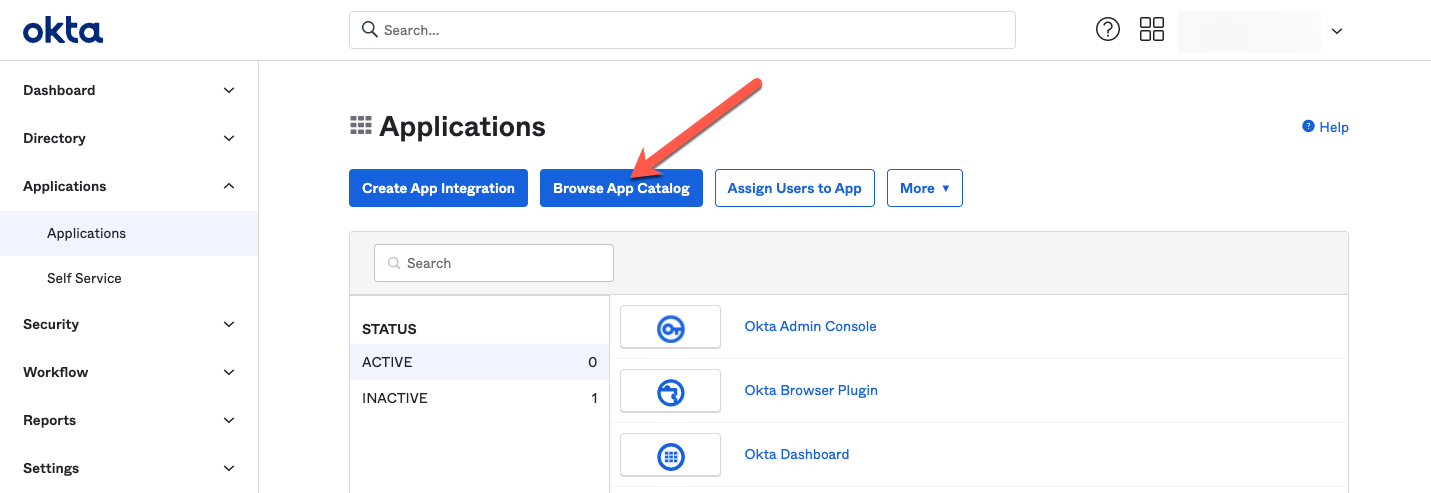 okta
Search...
Dashboard
Directory
Applications
Applications
Self Service
Security
Workflow
Reports
Settings
Applications
Help
Create App Integration
Browse App Catalog
Assign Users to App
More
Search
STATUS
ACTIVE 0
INACTIVE 1
Okta Admin Console
Okta Browser Plugin
Okta Dashboard